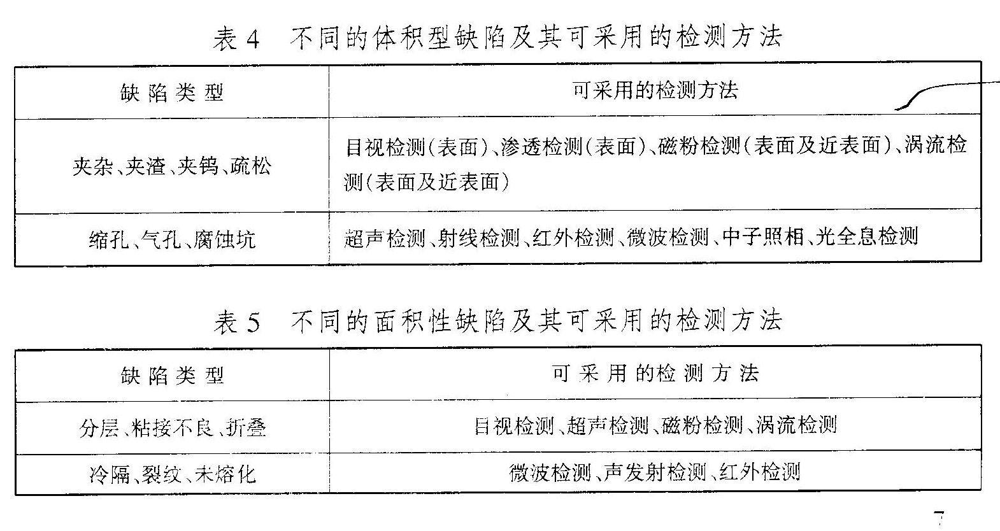 表4 不同的体积型缺陷及其可采用的检测方法
缺陷类型 可采用的检测方法
夹杂、夹渣、夹钨、疏松 目视检测(表面)、渗透检测(表面)、磁粉检测(表面及近表面)、涡流检
测(表面及近表面)
缩孔、气孔、腐蚀坑 超声检测、射线检测、红外检测、微波检测、中子照相、光全息检测
表5 不同的面积性缺陷及其可采用的检测方法
缺陷类型 可采用的检测方法
分层、粘接不良、折叠 目视检测、超声检测、磁粉检测、涡流检测
冷隔、裂纹、未熔化 微波检测、声发射检测、红外检测
7